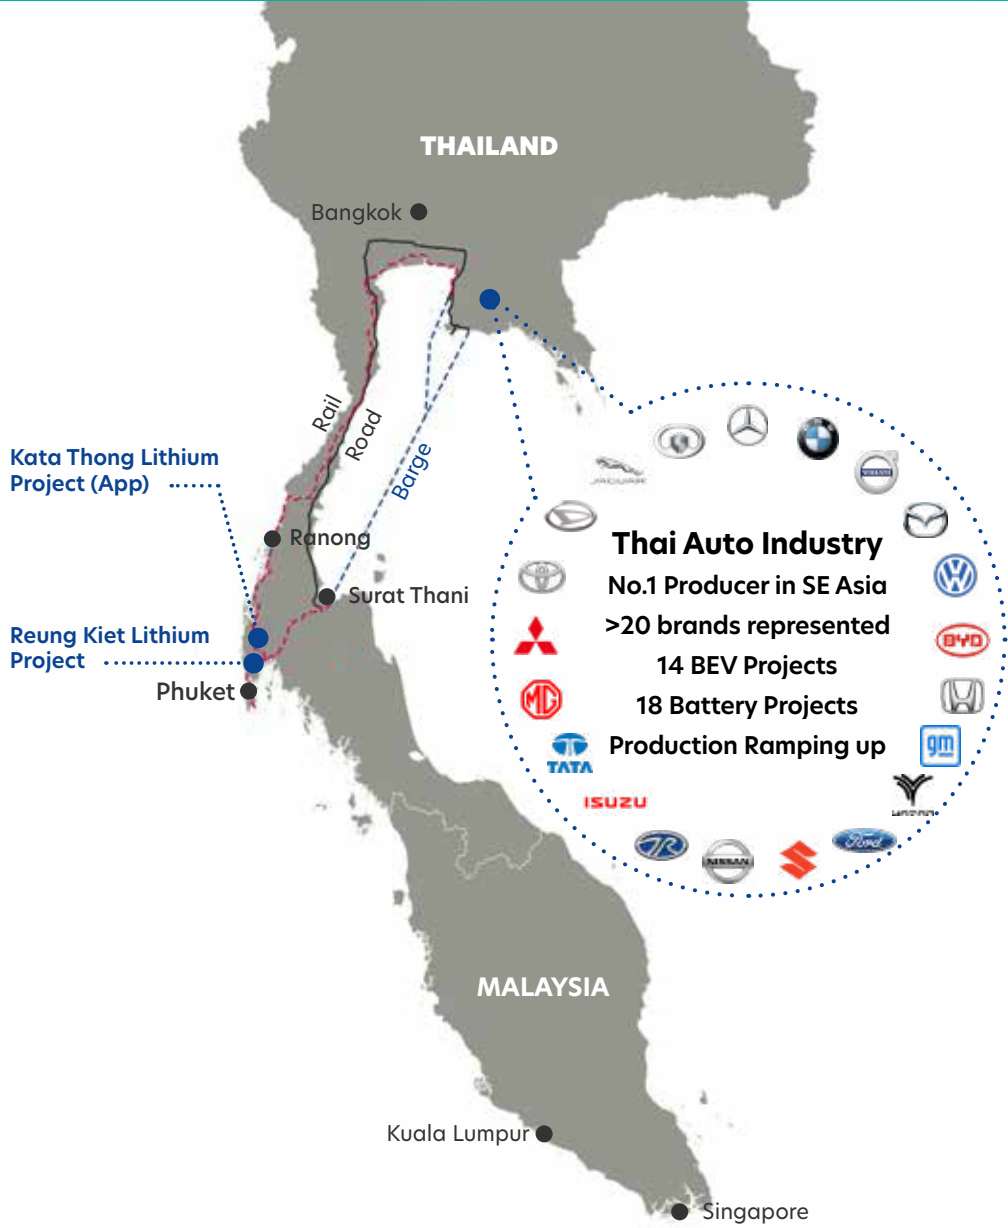 THAILAND
Bangkok
Rail
Road
Barge
Kata Thong Lithium
Project (App)
Ranong
Surat Thani
Reung Kiet Lithium
Project
Phuket
JAGUAR
Thai Auto Industry
No.1 Producer in SE Asia
>20 brands represented
14 BEV Projects
18 Battery Projects
Production Ramping up
BYD
MG
gm
TATA
ISUZU
TR
NISSAN
Ford
MALAYSIA
Kuala Lumpur
Singapore